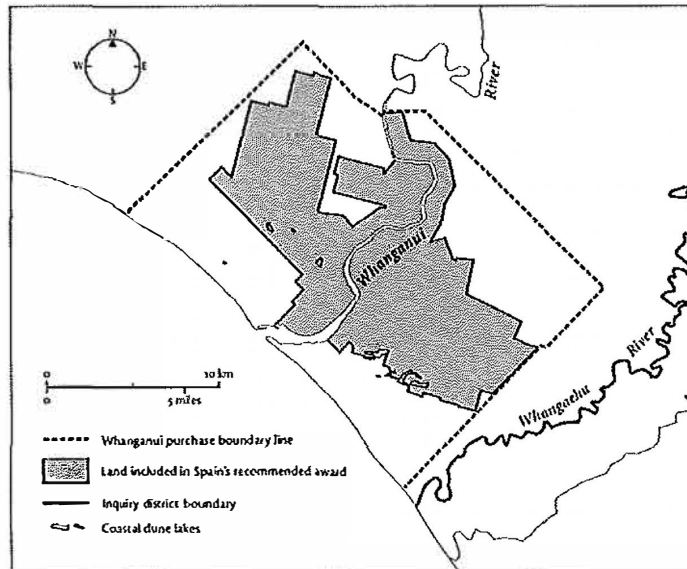 N
W E
S
River
Whanganui
River
Whangaehu
0 10 km
0 5 miles
Whanganui purchase boundary line
Land included in Spain's recommended award
Inquiry district boundary
Coastal dune lakes